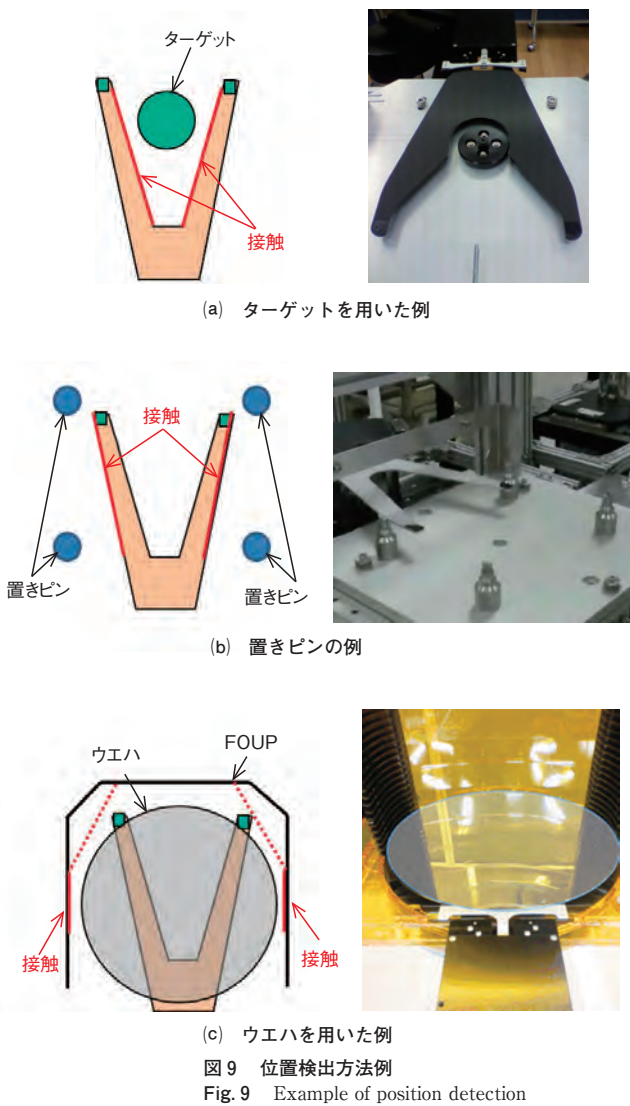 ターゲット
接触
(a) ターゲットを用いた例
接触
置きピン
置きピン
(b) 置きピンの例
ウエハ
FOUP
接触
接触
(c) ウエハを用いた例
図9 位置検出方法例
Fig. 9 Example of position detection